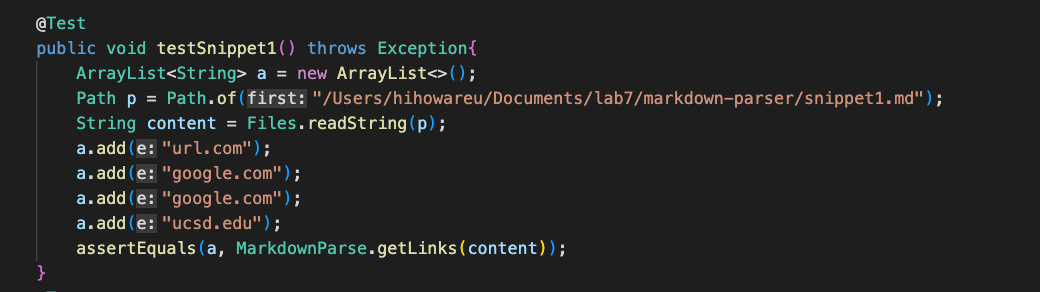 @Test
public void testSnippet1() throws Exception{
ArrayList<String> a = new ArrayList<>();
Path p = Path.of(first: "/Users/hihowareu/Documents/lab7/markdown-parser/snippet1.md");
String content = Files.readString(p);
a.add(e: "url.com");
a.add(e: "google.com");
a.add(e: "google.com");
a.add(e: "ucsd.edu");
assertEquals(a, MarkdownParse.getLinks(content));
}